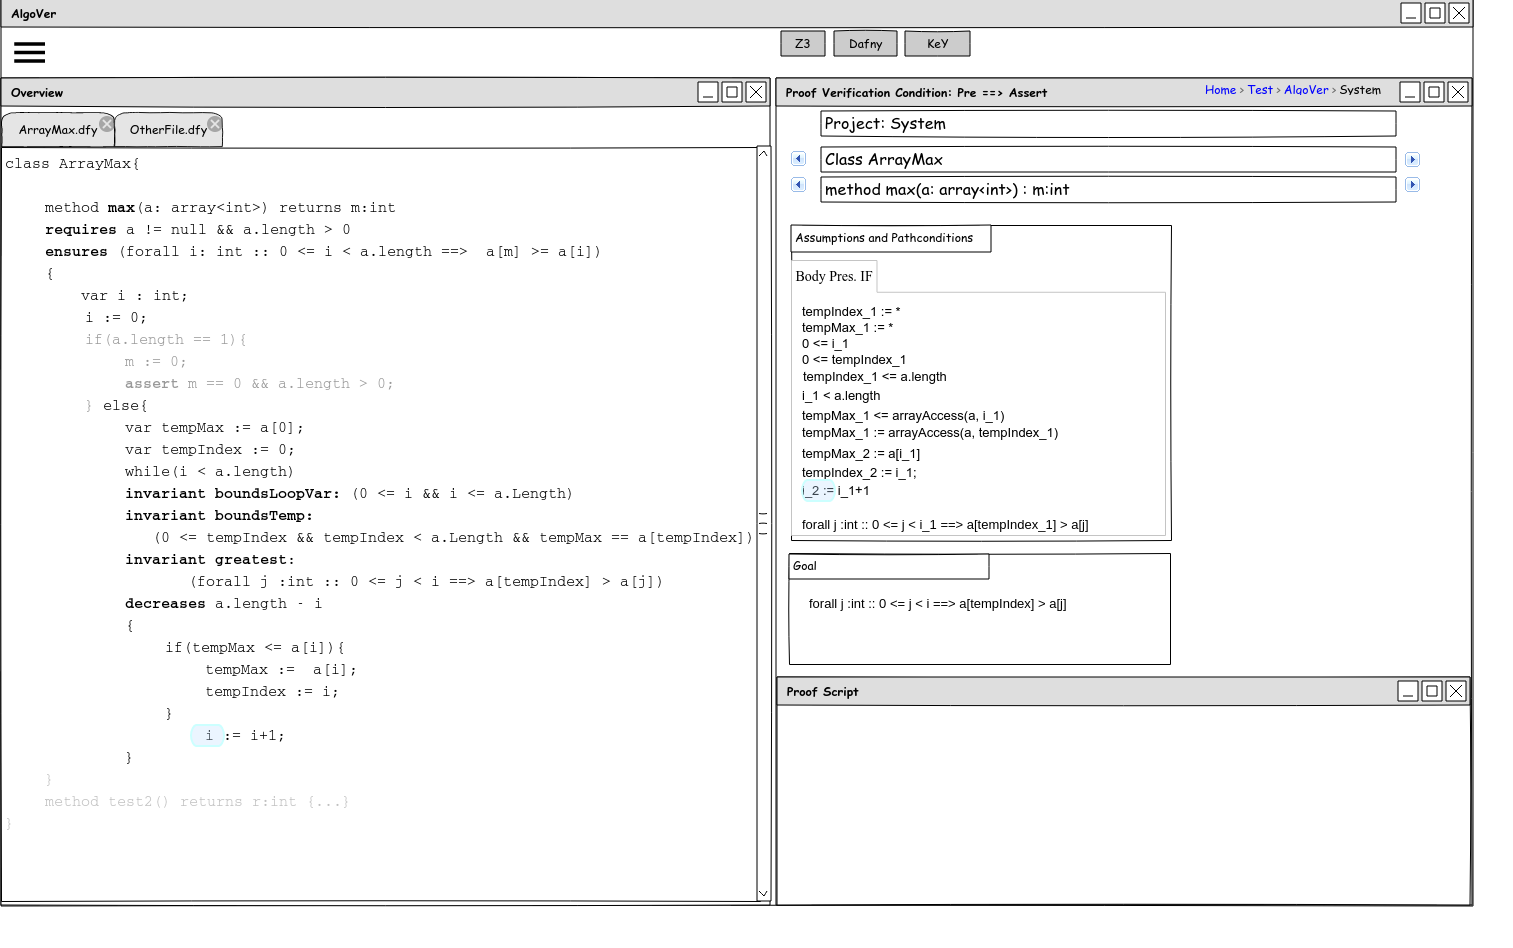 AlgoVer
Z3 Dafny KeY
Overview
ArrayMax.dfy OtherFile.dfy
class ArrayMax{
method max(a: array<int>) returns m:int
requires a != null && a.length > 0
ensures (forall i: int :: 0 <= i < a.length ==> a[m] >= a[i])
{
var i : int;
i := 0;
if(a.length == 1){
m := 0;
assert m == 0 && a.length > 0;
} else{
var tempMax := a[0];
var tempIndex := 0;
while(i < a.length)
invariant boundsLoopVar: (0 <= i && i <= a.Length)
invariant boundsTemp:
(0 <= tempIndex && tempIndex < a.Length && tempMax == a[tempIndex])
invariant greatest:
(forall j :int :: 0 <= j < i ==> a[tempIndex] > a[j])
decreases a.length - i
{
if(tempMax <= a[i]){
tempMax := a[i];
tempIndex := i;
}
i := i+1;
}
}
method test2() returns r:int {...}
}
Proof Verification Condition: Pre ==> Assert
Home > Test > AlgoVer > System
Project: System
Class ArrayMax
method max(a: array<int>) : m:int
Assumptions and Pathconditions
Body Pres. IF
tempIndex_1 := *
tempMax_1 := *
0 <= i_1
0 <= tempIndex_1
tempIndex_1 <= a.length
i_1 < a.length
tempMax_1 <= arrayAccess(a, i_1)
tempMax_1 := arrayAccess(a, tempIndex_1)
tempMax_2 := a[i_1]
tempIndex_2 := i_1;
i_2 := i_1+1
forall j :int :: 0 <= j < i_1 ==> a[tempIndex_1] > a[j]
Goal
forall j :int :: 0 <= j < i ==> a[tempIndex] > a[j]
Proof Script